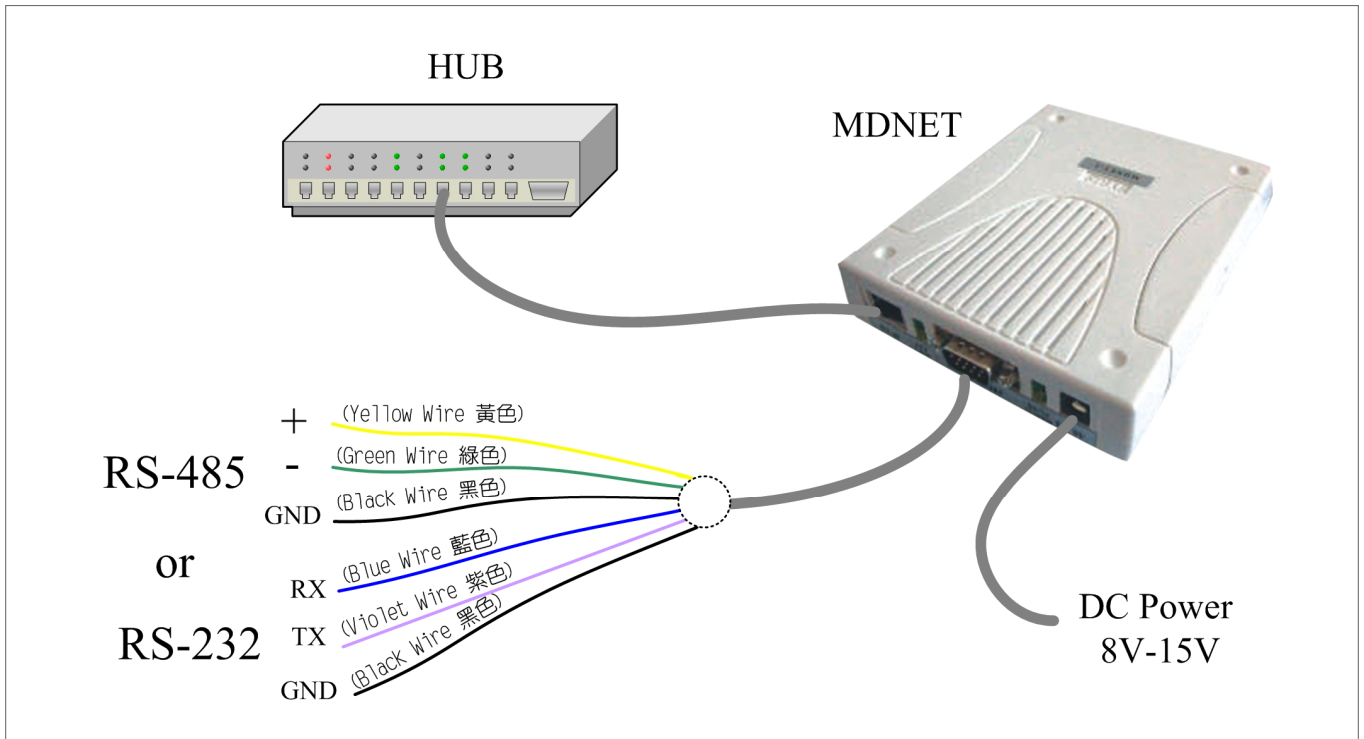 HUB
MDNET
+ (Yellow Wire 黃色)
RS-485
- (Green Wire 綠色)
GND (Black Wire 黑色)
or
RX (Blue Wire 藍色)
RS-232
TX (Violet Wire 紫色)
GND (Black Wire 黑色)
DC Power
8V-15V